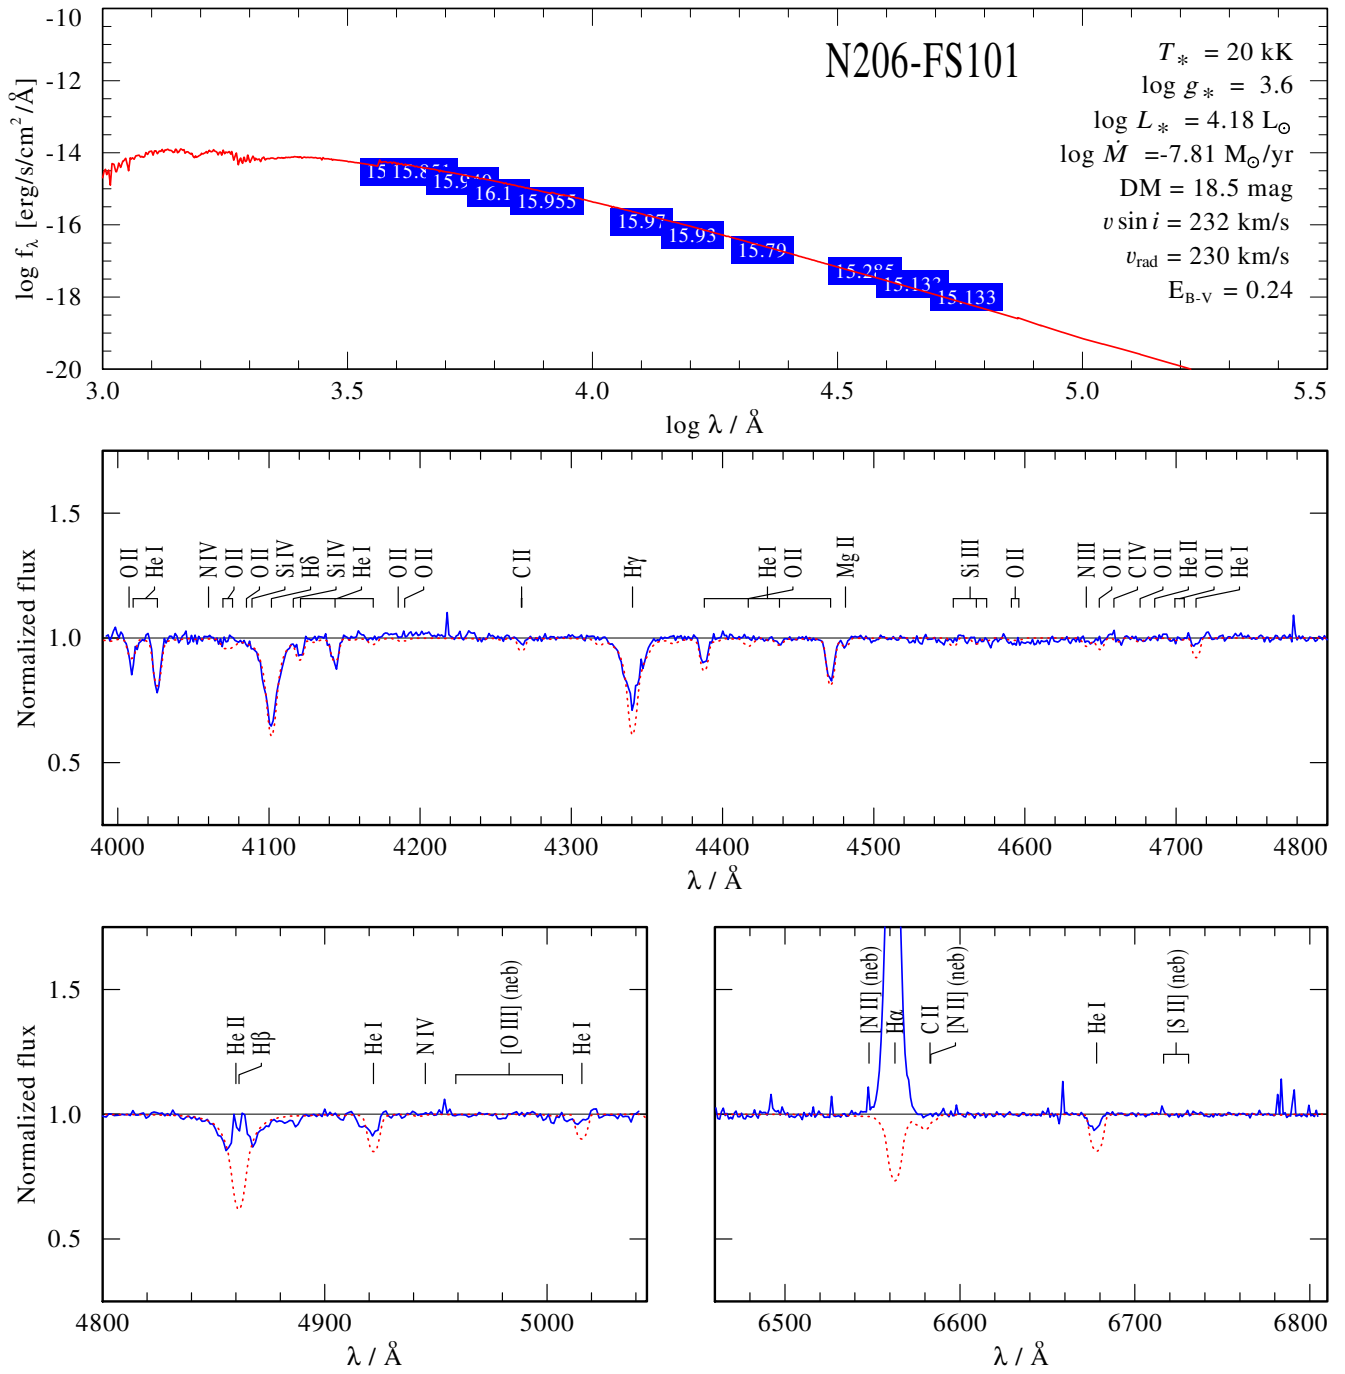 N206-FS101
T* = 20 kK
log g* = 3.6
log L* = 4.18 L⊙
log Ṁ =-7.81 M⊙/yr
DM = 18.5 mag
v sin i = 232 km/s
vrad = 230 km/s
EB-V = 0.24
log fλ [erg/s/cm²/Å]
-10
-12
-14
-16
-18
-20
16.1
15.955
15.97
15.93
15.79
15.285
15.133
15.133
3.0 3.5 4.0 4.5 5.0 5.5
log λ / Å
Normalized flux
1.5
1.0
0.5
O II
He I
N IV
O II
O II
Si IV
Hδ
Si IV
He I
O II
O II
C II
Hγ
He I
O II
Mg II
Si III
O II
N III
O II
C IV
O II
He II
O II
He I
4000 4100 4200 4300 4400 4500 4600 4700 4800
λ / Å
Normalized flux
1.5
1.0
0.5
He II
Hβ
He I
N IV
[O III] (neb)
He I
4800 4900 5000
λ / Å
[N II] (neb)
Hα
C II
[N II] (neb)
He I
[S II] (neb)
6500 6600 6700 6800
λ / Å